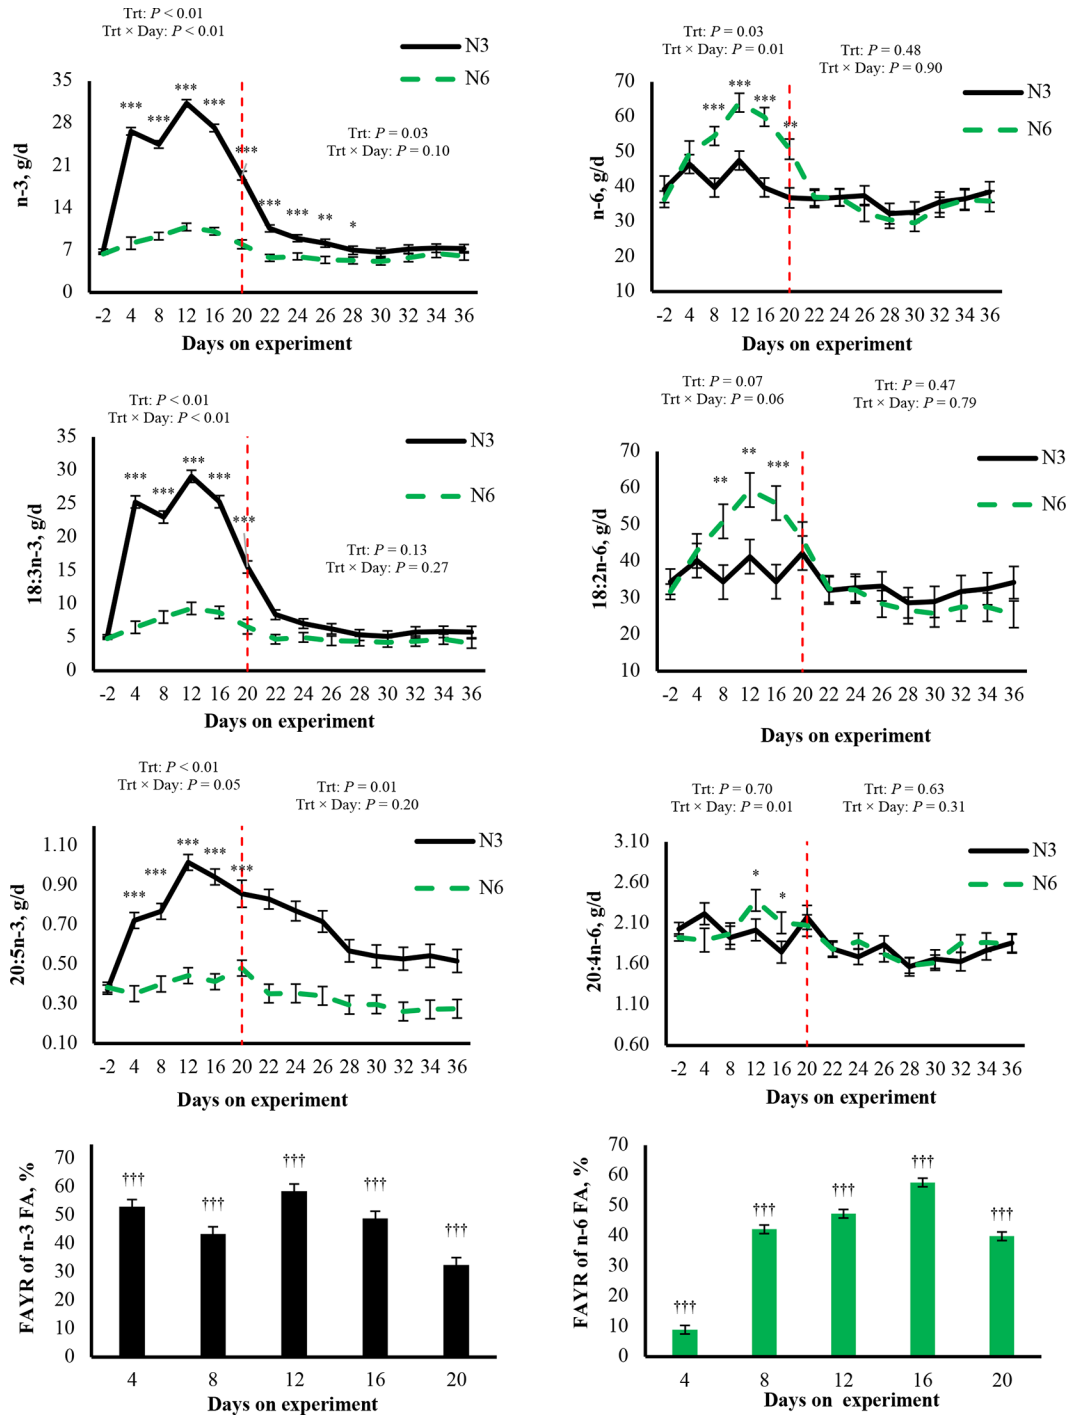 Trt: P < 0.01
Trt × Day: P < 0.01
N3
N6
Trt: P = 0.03
Trt × Day: P = 0.10
n-3, g/d
35
28
21
14
7
0
***
***
***
***
***
***
***
**
*
-2 4 8 12 16 20 22 24 26 28 30 32 34 36
Days on experiment
Trt: P = 0.03
Trt × Day: P = 0.01
Trt: P = 0.48
Trt × Day: P = 0.90
N3
N6
n-6, g/d
70
60
50
40
30
20
10
***
***
***
**
-2 4 8 12 16 20 22 24 26 28 30 32 34 36
Days on experiment
Trt: P < 0.01
Trt × Day: P < 0.01
N3
N6
Trt: P = 0.13
Trt × Day: P = 0.27
18:3n-3, g/d
35
30
25
20
15
10
5
0
***
***
***
***
***
-2 4 8 12 16 20 22 24 26 28 30 32 34 36
Days on experiment
Trt: P = 0.07
Trt × Day: P = 0.06
Trt: P = 0.47
Trt × Day: P = 0.79
N3
N6
18:2n-6, g/d
70
60
50
40
30
20
10
**
**
***
-2 4 8 12 16 20 22 24 26 28 30 32 34 36
Days on experiment
Trt: P < 0.01
Trt × Day: P = 0.05
Trt: P = 0.01
Trt × Day: P = 0.20
N3
N6
20:5n-3, g/d
1.10
0.90
0.70
0.50
0.30
0.10
***
***
***
***
***
-2 4 8 12 16 20 22 24 26 28 30 32 34 36
Days on experiment
Trt: P = 0.70
Trt × Day: P = 0.01
Trt: P = 0.63
Trt × Day: P = 0.31
N3
N6
20:4n-6, g/d
3.10
2.60
2.10
1.60
1.10
0.60
*
*
-2 4 8 12 16 20 22 24 26 28 30 32 34 36
Days on experiment
FAYR of n-3 FA, %
70
60
50
40
30
20
10
0
†††
†††
†††
†††
†††
4 8 12 16 20
Days on experiment
FAYR of n-6 FA, %
70
60
50
40
30
20
10
0
†††
†††
†††
†††
†††
4 8 12 16 20
Days on experiment